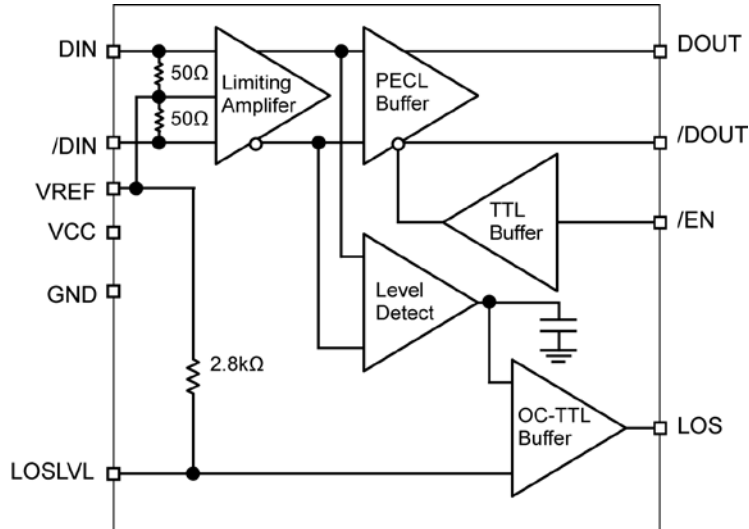 DIN
50Ω
50Ω
/DIN
VREF
VCC
GND
2.8kΩ
LOSLVL
Limiting
Amplifer
PECL
Buffer
TTL
Buffer
Level
Detect
OC-TTL
Buffer
DOUT
/DOUT
/EN
LOS